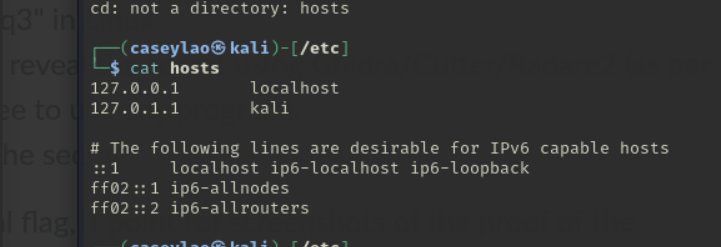 cd: not a directory: hosts
q3" in
┌──(caseylao㉿kali)-[/etc]
revea
└─$ cat hosts
127.0.0.1       localhost
ee to u
127.0.1.1       kali
# The following lines are desirable for IPv6 capable hosts
he sec
::1     localhost ip6-localhost ip6-loopback
ff02::1 ip6-allnodes
ff02::2 ip6-allrouters
l flag,
(caseylao㉿kali)-[/etc]